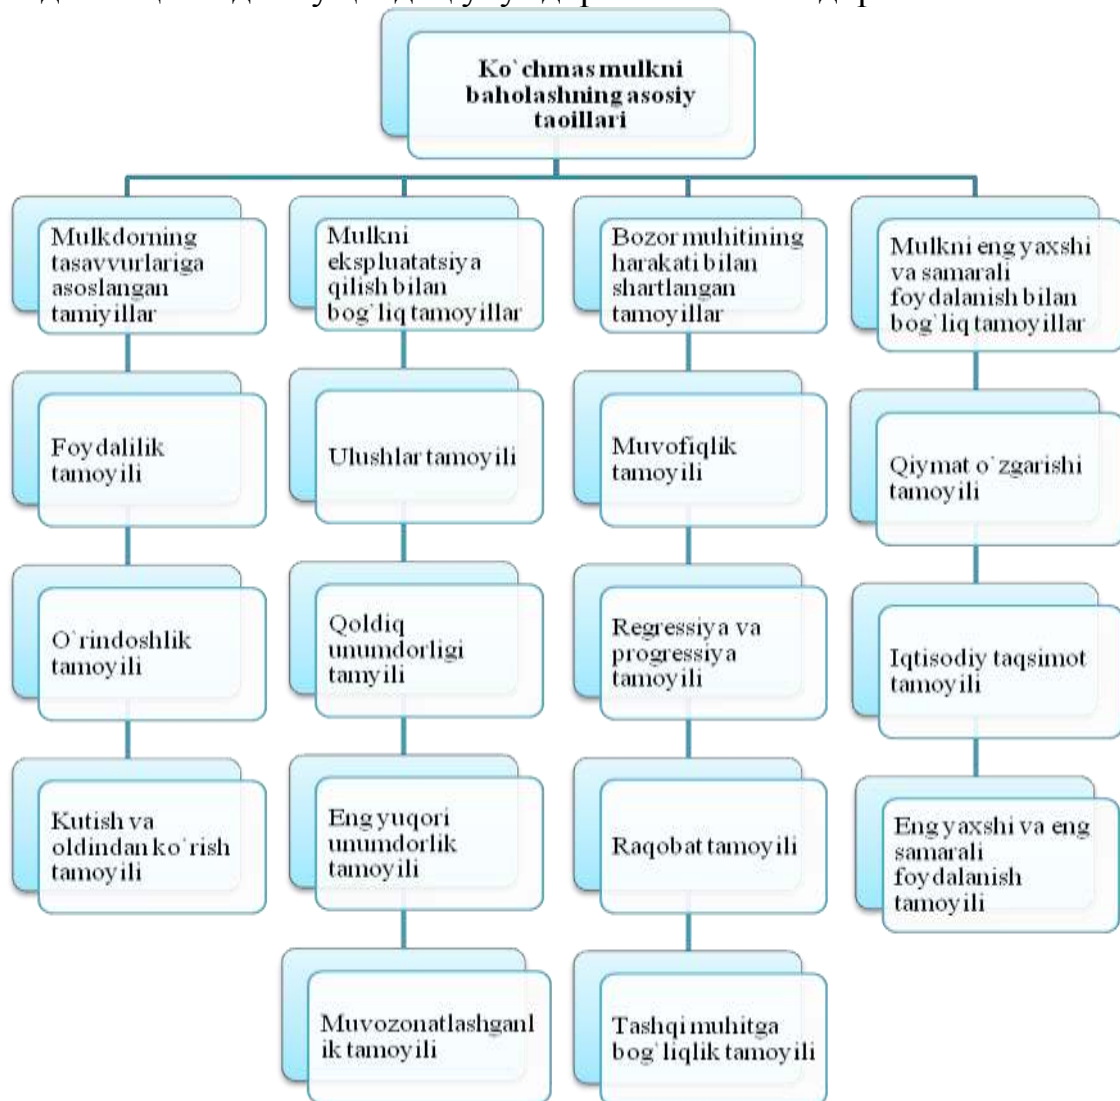 Ko`chmas mulkni
baholashning asosiy
taoillari
Mulkdorning
tasavvurlariga
asoslangan
tamiyillar
Foydalilik
tamoyili
O`rindoshlik
tamoyili
Kutish va
oldindan ko`rish
tamoyili
Mulkni
ekspluatatsiya
qilish bilan
bog`liq tamoyillar
Ulushlar tamoyili
Qoldiq
unumdorligi
tamyili
Eng yuqori
unumdorlik
tamoyili
Muvozonatlashganl
ik tamoyili
Bozor muhitining
harakati bilan
shartlangan
tamoyillar
Muvofiqlik
tamoyili
Regressiya va
progressiya
tamoyili
Raqobat tamoyili
Tashqi muhitga
bog`liqlik tamoyili
Mulkni eng yaxshi
va samarali
foydalanish bilan
bog`liq tamoyillar
Qiymat o`zgarishi
tamoyili
Iqtisodiy taqsimot
tamoyili
Eng yaxshi va eng
samarali
foydalanish
tamoyili